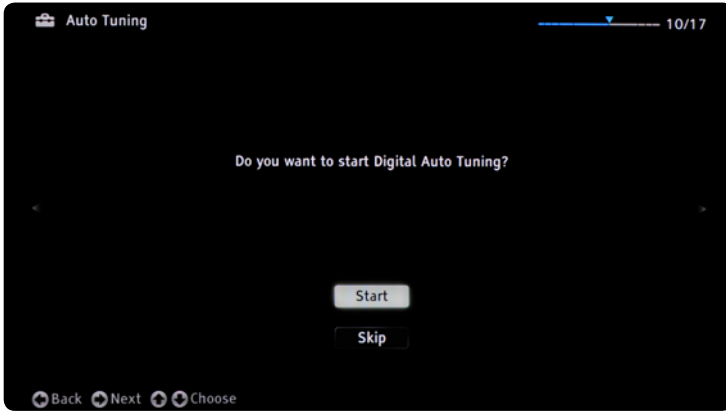 Auto Tuning
10/17
Do you want to start Digital Auto Tuning?
Start
Skip
Back Next Choose